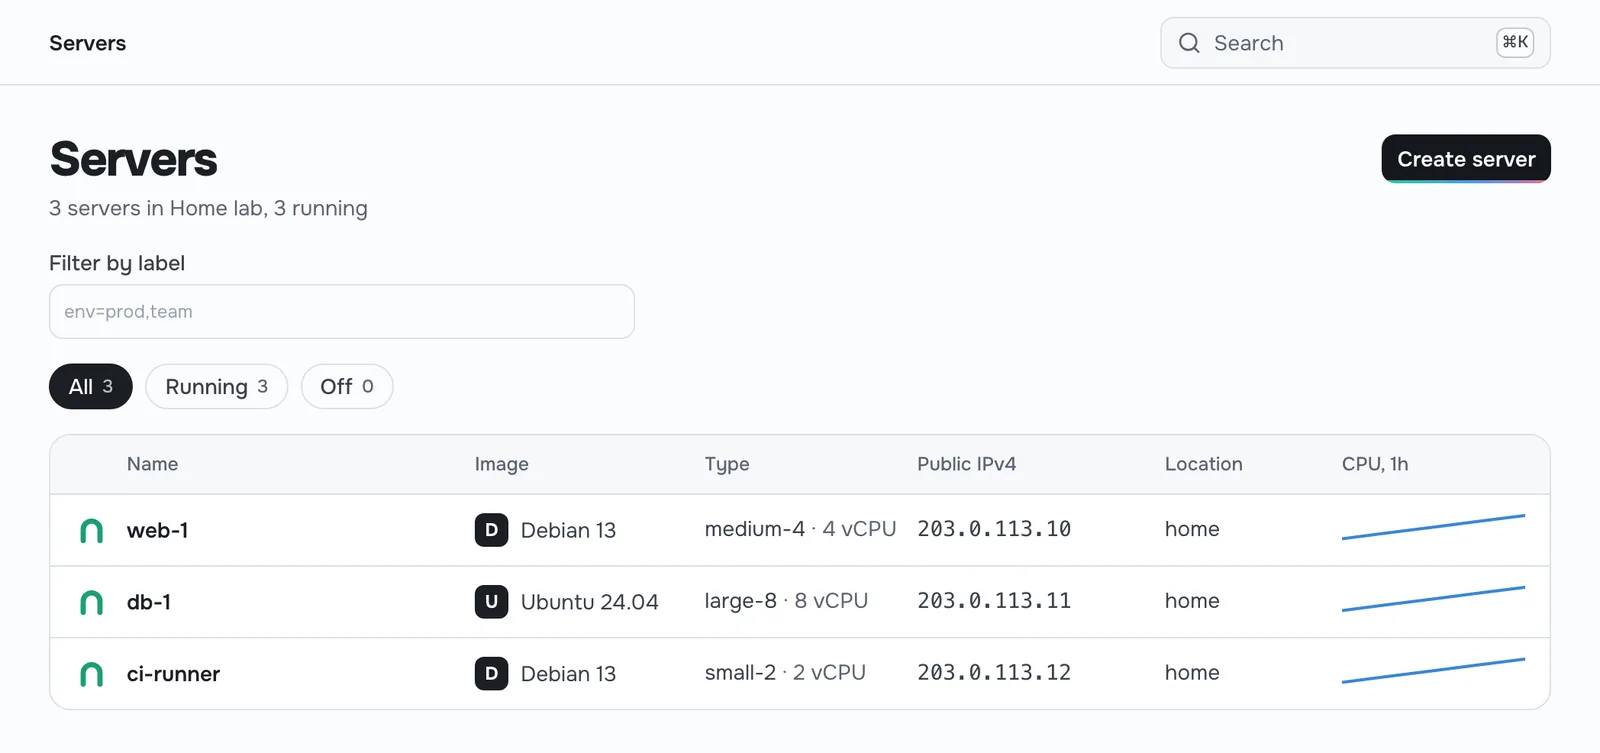 Servers
Search ⌘K
Servers
Create server
3 servers in Home lab, 3 running
Filter by label
env=prod,team
All 3 Running 3 Off 0
Name Image Type Public IPv4 Location CPU, 1h
web-1 D Debian 13 medium-4 · 4 vCPU 203.0.113.10 home
db-1 U Ubuntu 24.04 large-8 · 8 vCPU 203.0.113.11 home
ci-runner D Debian 13 small-2 · 2 vCPU 203.0.113.12 home